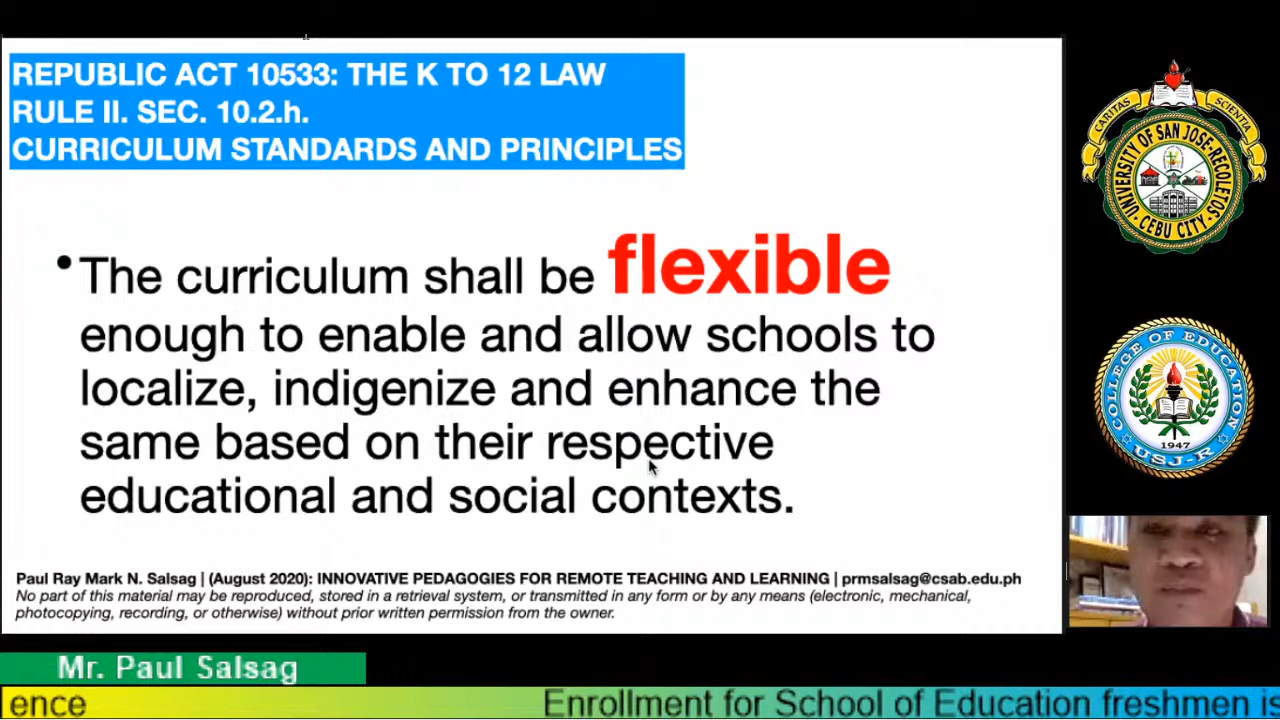 REPUBLIC ACT 10533: THE K TO 12 LAW
RULE II. SEC. 10.2.h.
CURRICULUM STANDARDS AND PRINCIPLES
• The curriculum shall be flexible
enough to enable and allow schools to
localize, indigenize and enhance the
same based on their respective
educational and social contexts.
Paul Ray Mark N. Salsag | (August 2020): INNOVATIVE PEDAGOGIES FOR REMOTE TEACHING AND LEARNING | prmsalsag@csab.edu.ph
No part of this material may be reproduced, stored in a retrieval system, or transmitted in any form or by any means (electronic, mechanical,
photocopying, recording, or otherwise) without prior written permission from the owner.
CARITAS SCIENTIA
UNIVERSITY OF SAN JOSE-RECOLETOS
CEBU CITY
COLLEGE OF EDUCATION
1947
USJ-R
Mr. Paul Salsag
ence Enrollment for School of Education freshmen is